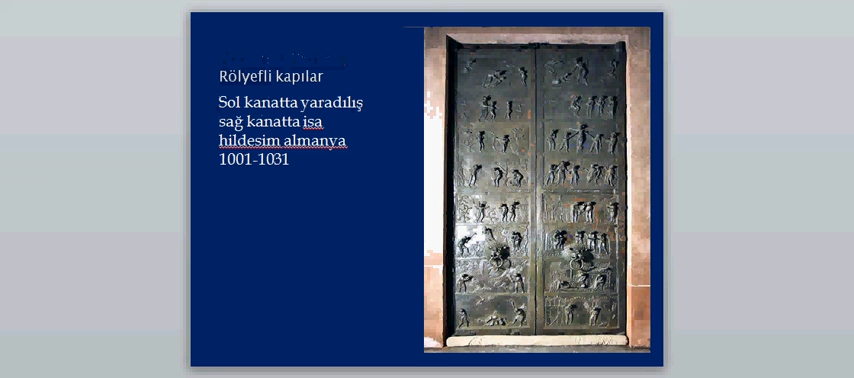 Rölyefli kapılar
Sol kanatta yaradılış
sağ kanatta isa
hildesim almanya
1001-1031